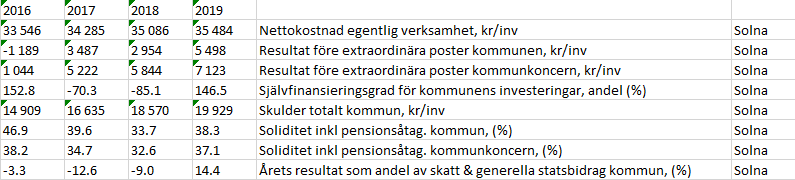 2016 2017 2018 2019
33 546 34 285 35 086 35 484 Nettokostnad egentlig verksamhet, kr/inv Solna
-1 189 3 487 2 954 5 498 Resultat före extraordinära poster kommunen, kr/inv Solna
1 044 5 222 5 844 7 123 Resultat före extraordinära poster kommunkoncern, kr/inv Solna
152.8 -70.3 -85.1 146.5 Självfinansieringsgrad för kommunens investeringar, andel (%) Solna
14 909 16 635 18 570 19 929 Skulder totalt kommun, kr/inv Solna
46.9 39.6 33.7 38.3 Soliditet inkl pensionsåtag. kommun, (%) Solna
38.2 34.7 32.6 37.1 Soliditet inkl pensionsåtag. kommunkoncern, (%) Solna
-3.3 -12.6 -9.0 14.4 Årets resultat som andel av skatt & generella statsbidrag kommun, (%) Solna